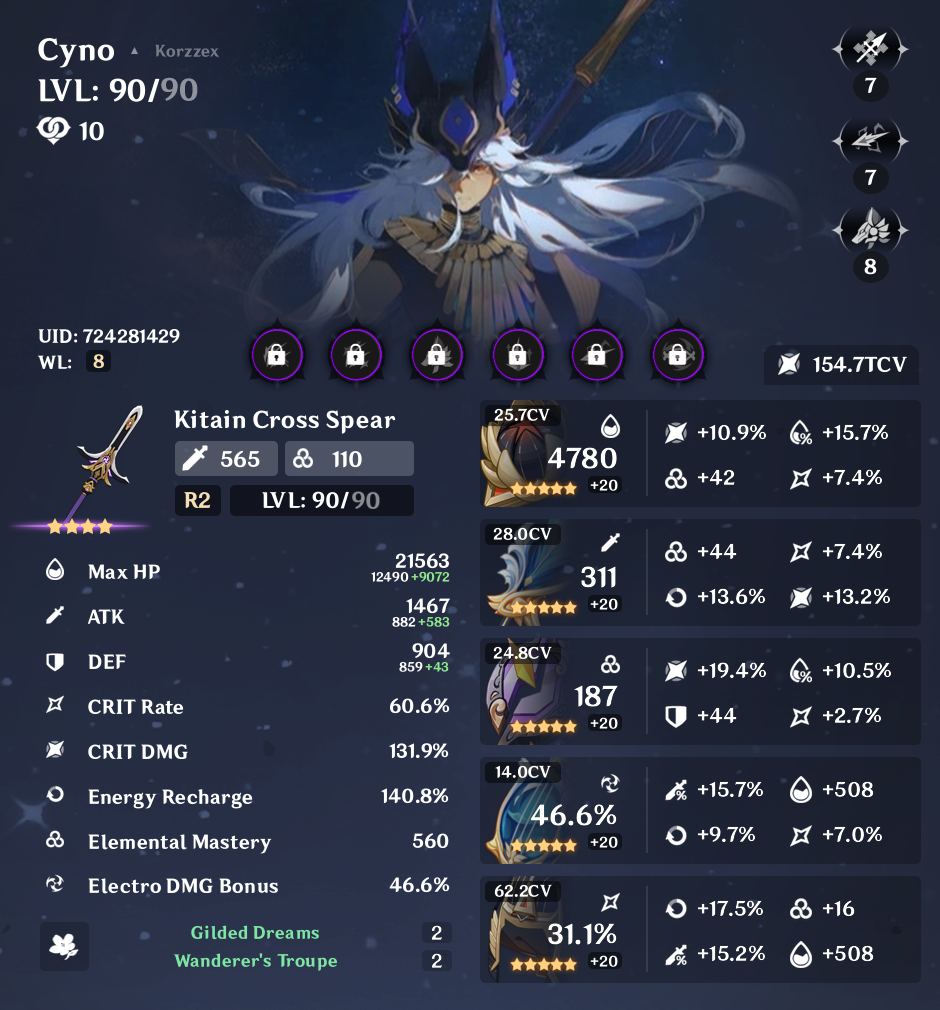 Cyno ▲ Korzzex
LVL: 90/90
10
7
7
8
UID: 724281429
WL: 8
154.7TCV
Kitain Cross Spear
565 110
R2 LVL: 90/90
Max HP 21563
12490 +9072
ATK 1467
882 +583
DEF 904
859 +43
CRIT Rate 60.6%
CRIT DMG 131.9%
Energy Recharge 140.8%
Elemental Mastery 560
Electro DMG Bonus 46.6%
Gilded Dreams 2
Wanderer's Troupe 2
25.7CV
4780
+20
+10.9% +15.7%
+42 +7.4%
28.0CV
311
+20
+44 +7.4%
+13.6% +13.2%
24.8CV
187
+20
+19.4% +10.5%
+44 +2.7%
14.0CV
46.6%
+20
+15.7% +508
+9.7% +7.0%
62.2CV
31.1%
+20
+17.5% +16
+15.2% +508